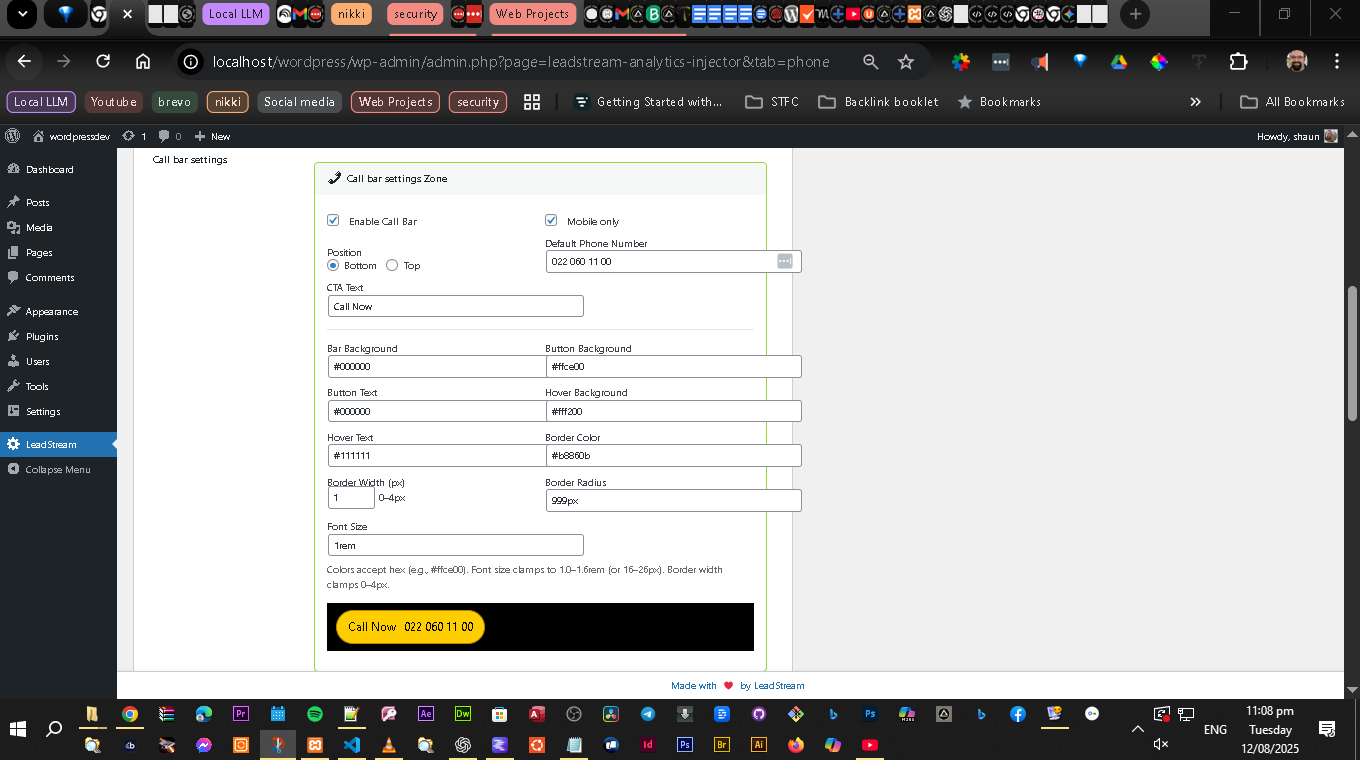 Local LLM
nikki
security
Web Projects
localhost/wordpress/wp-admin/admin.php?page=leadstream-analytics-injector&tab=phone
Local LLM Youtube brevo nikki Social media Web Projects security Getting Started with... STFC Backlink booklet Bookmarks » All Bookmarks
wordpressdev 1 0 + New Howdy, shaun
Dashboard
Posts
Media
Pages
Comments
Appearance
Plugins
Users
Tools
Settings
LeadStream
Collapse Menu
Call bar settings
Call bar settings Zone
Enable Call Bar Mobile only
Position
Bottom Top
Default Phone Number
022 060 11 00
CTA Text
Call Now
Bar Background Button Background
#000000 #ffce00
Button Text Hover Background
#000000 #fff200
Hover Text Border Color
#111111 #b8860b
Border Width (px) Border Radius
1 0–4px 999px
Font Size
1rem
Colors accept hex (e.g., #ffce00). Font size clamps to 1.0–1.6rem (or 16–26px). Border width
clamps 0–4px.
Call Now 022 060 11 00
Made with ❤ by LeadStream
Pr Ae Dw
Id Ps Br Ai
ENG
11:08 pm
Tuesday
12/08/2025